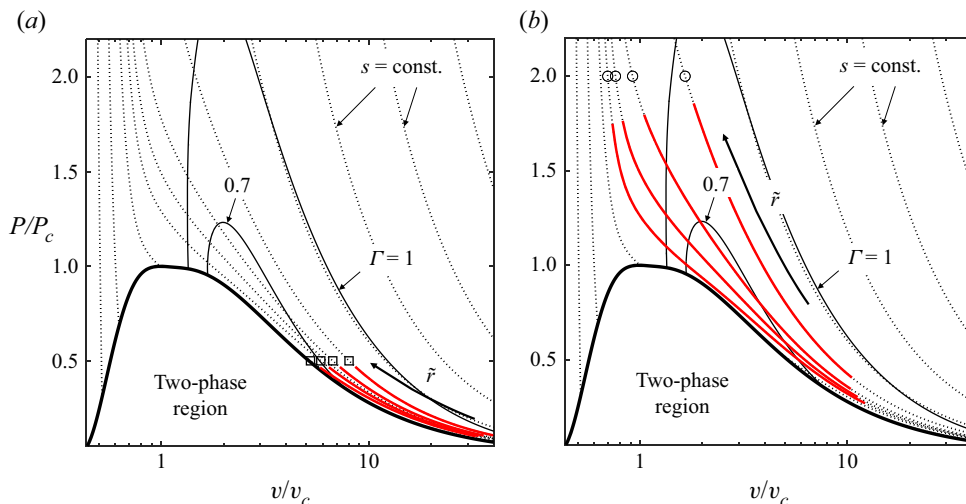 (a)
(b)
2.0
1.5
1.0
0.5
P/P_c
s = const.
0.7
Γ = 1
r̃
Two-phase
region
1
10
v/v_c
2.0
1.5
1.0
0.5
s = const.
0.7
r̃
Γ = 1
Two-phase
region
1
10
v/v_c